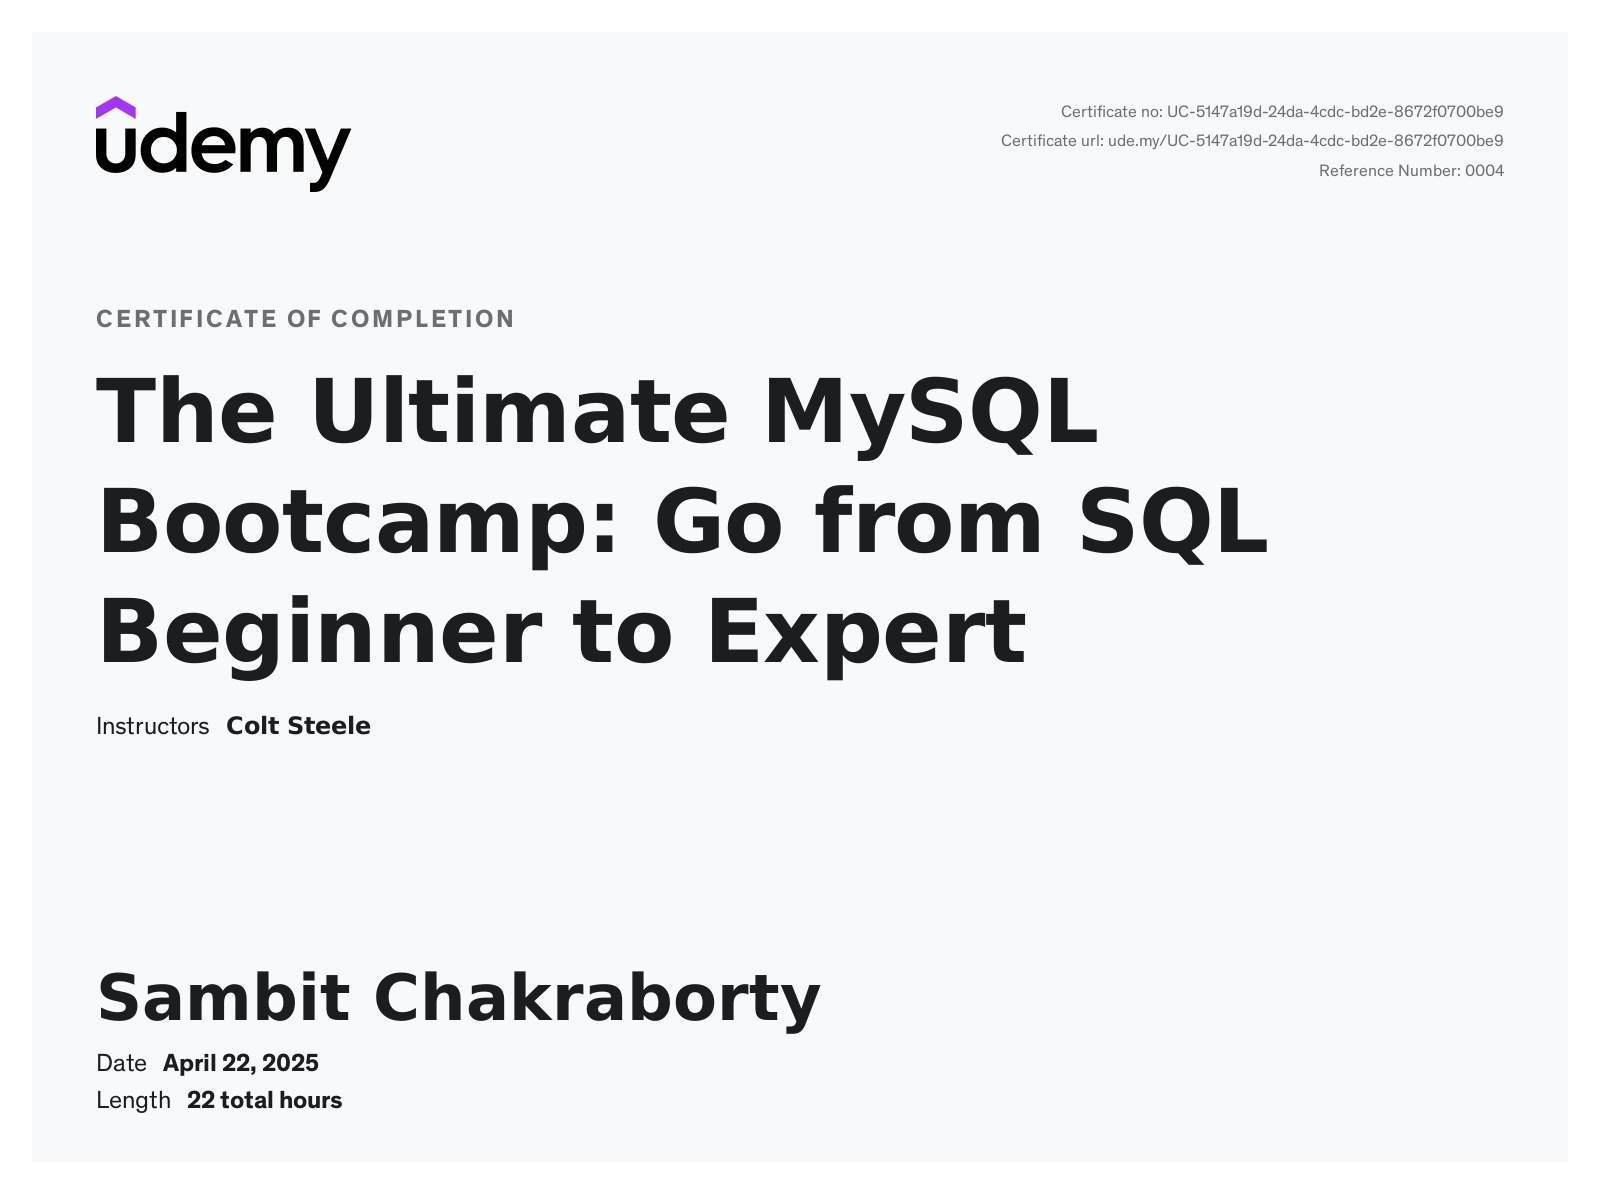 udemy
Certificate no: UC-5147a19d-24da-4cdc-bd2e-8672f0700be9
Certificate url: ude.my/UC-5147a19d-24da-4cdc-bd2e-8672f0700be9
Reference Number: 0004
CERTIFICATE OF COMPLETION
The Ultimate MySQL
Bootcamp: Go from SQL
Beginner to Expert
Instructors Colt Steele
Sambit Chakraborty
Date April 22, 2025
Length 22 total hours